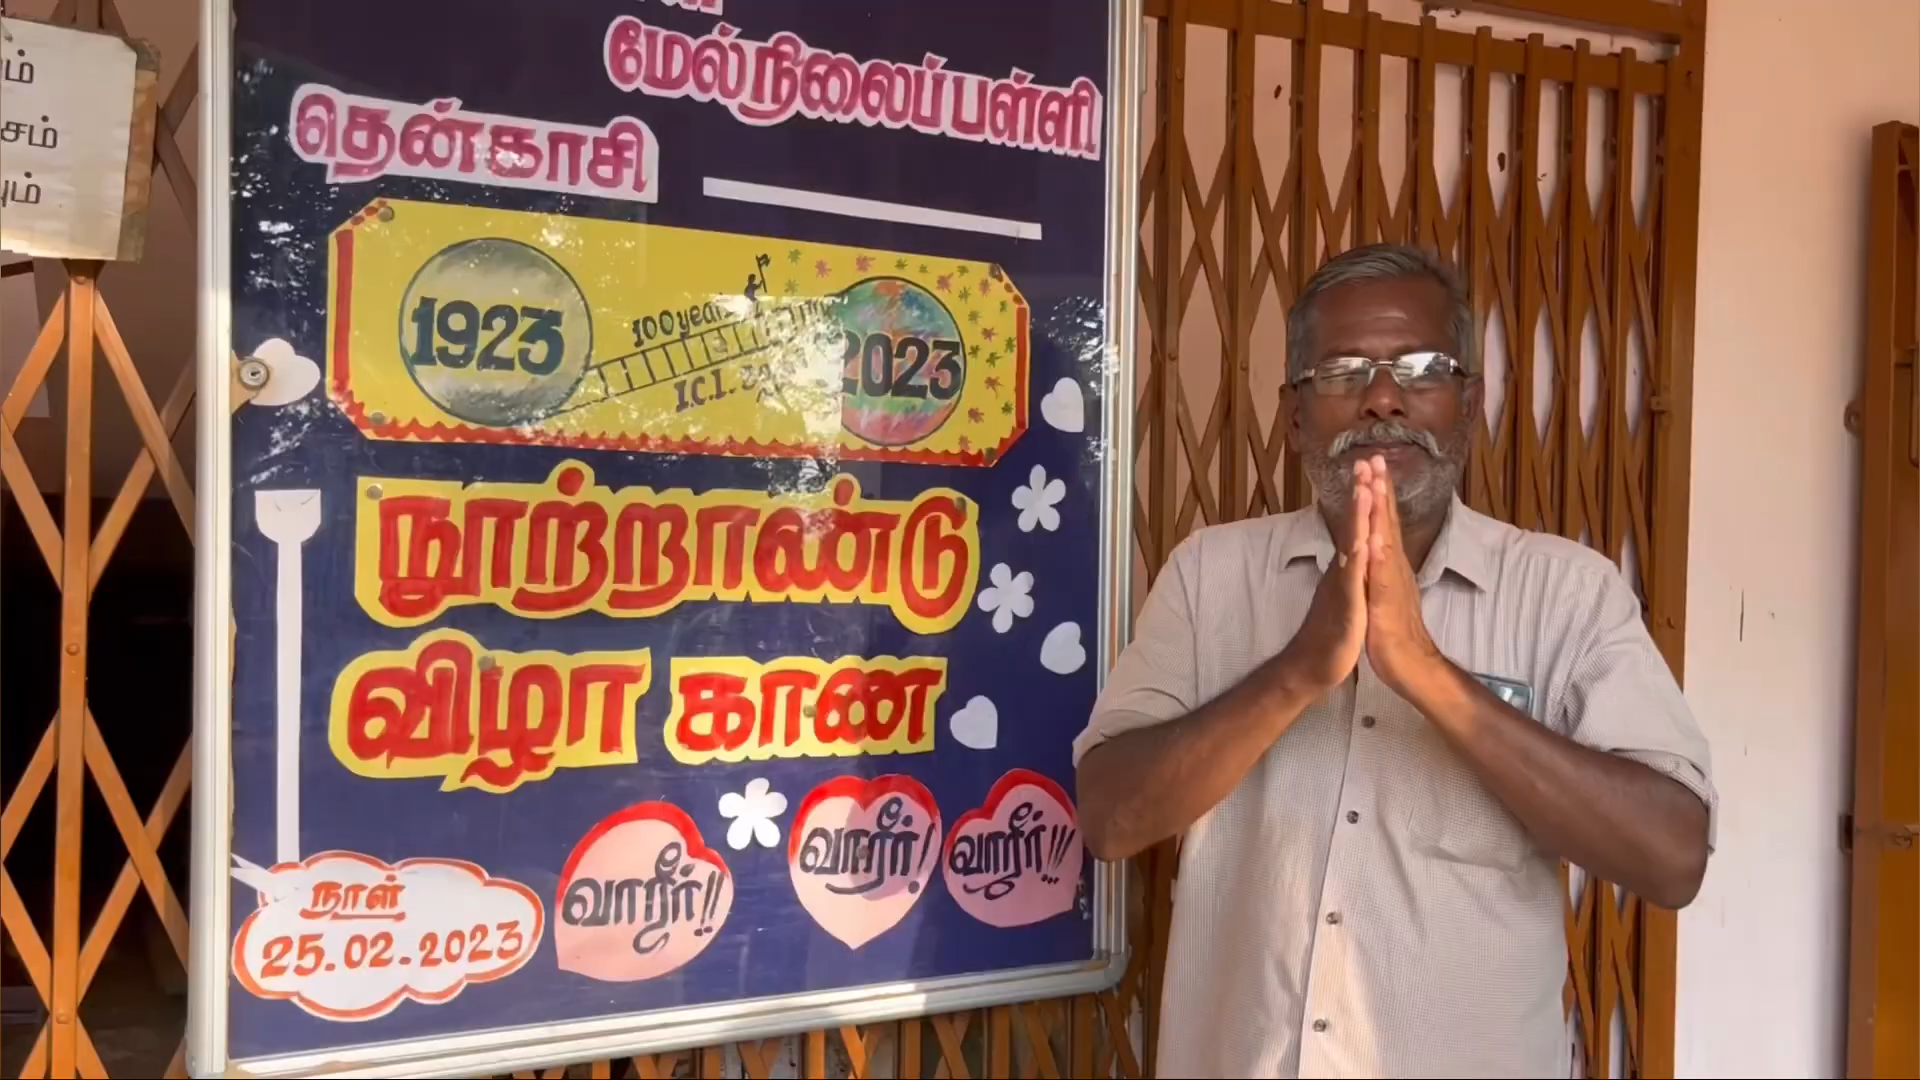 மேல்நிலைப்பள்ளி
தென்காசி
1923
100 years
I.C.I.
2023
நூற்றாண்டு
விழா காண
வாரீர்!!
வாரீர்!
வாரீர்!!!
நாள்
25.02.2023